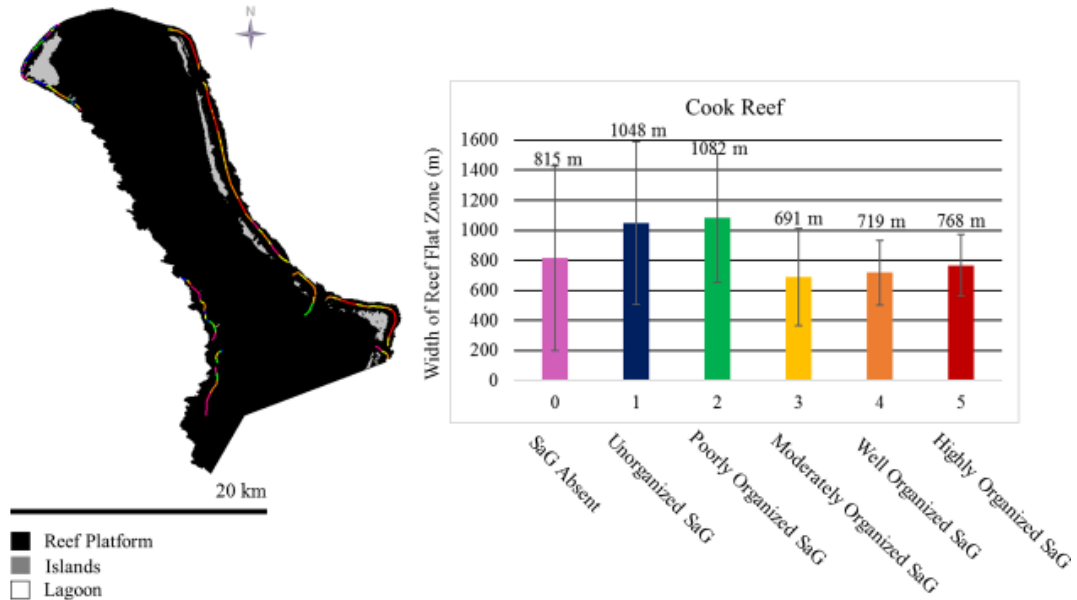 N
20 km
Reef Platform
Islands
Lagoon
Cook Reef
Width of Reef Flat Zone (m)
1600
1400
1200
1000
800
600
400
200
0
815 m
1048 m
1082 m
691 m
719 m
768 m
0 1 2 3 4 5
SaG Absent
Unorganized SaG
Poorly Organized SaG
Moderately Organized SaG
Well Organized SaG
Highly Organized SaG